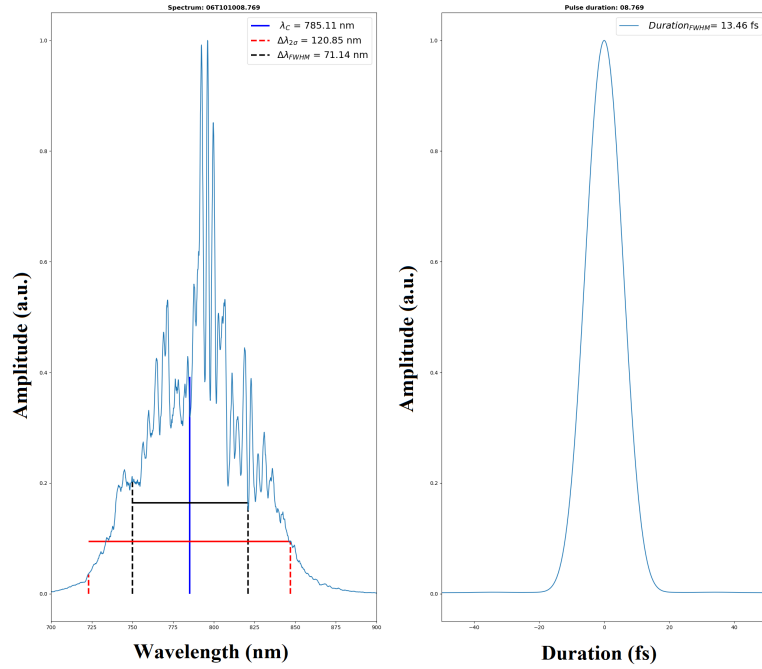 Spectrum: 06T101008.769
λC = 785.11 nm
Δλ2σ = 120.85 nm
ΔλFWHM = 71.14 nm
1.0
0.8
0.6
0.4
0.2
0.0
Amplitude (a.u.)
700 725 750 775 800 825 850 875 900
Wavelength (nm)
Pulse duration: 08.769
DurationFWHM= 13.46 fs
1.0
0.8
0.6
0.4
0.2
0.0
Amplitude (a.u.)
−40 −20 0 20 40
Duration (fs)